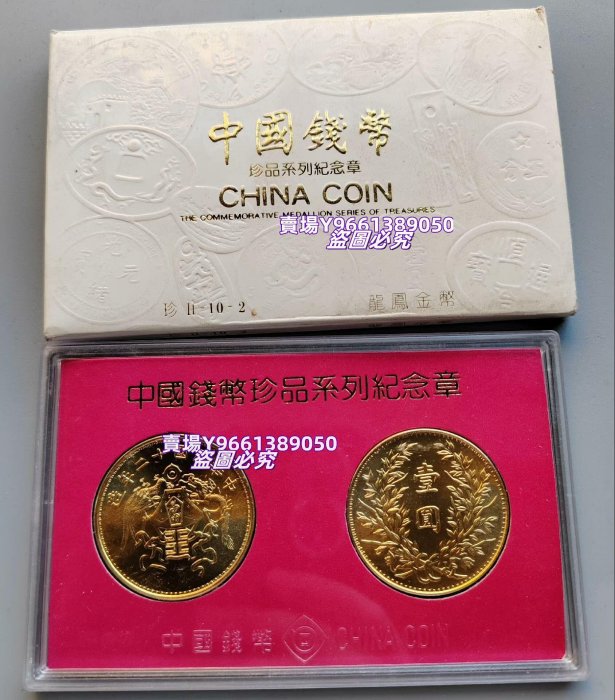 中國錢幣
珍品系列紀念章
CHINA COIN
THE COMMEMORATIVE MEDALLION SERIES OF TREASURES
賣場Y9661389050
盜圖必究
珍 II-10-2
龍鳳金幣
中國錢幣珍品系列紀念章
賣場Y9661389050
盜圖必究
壹圓
中國錢幣 CHINA COIN